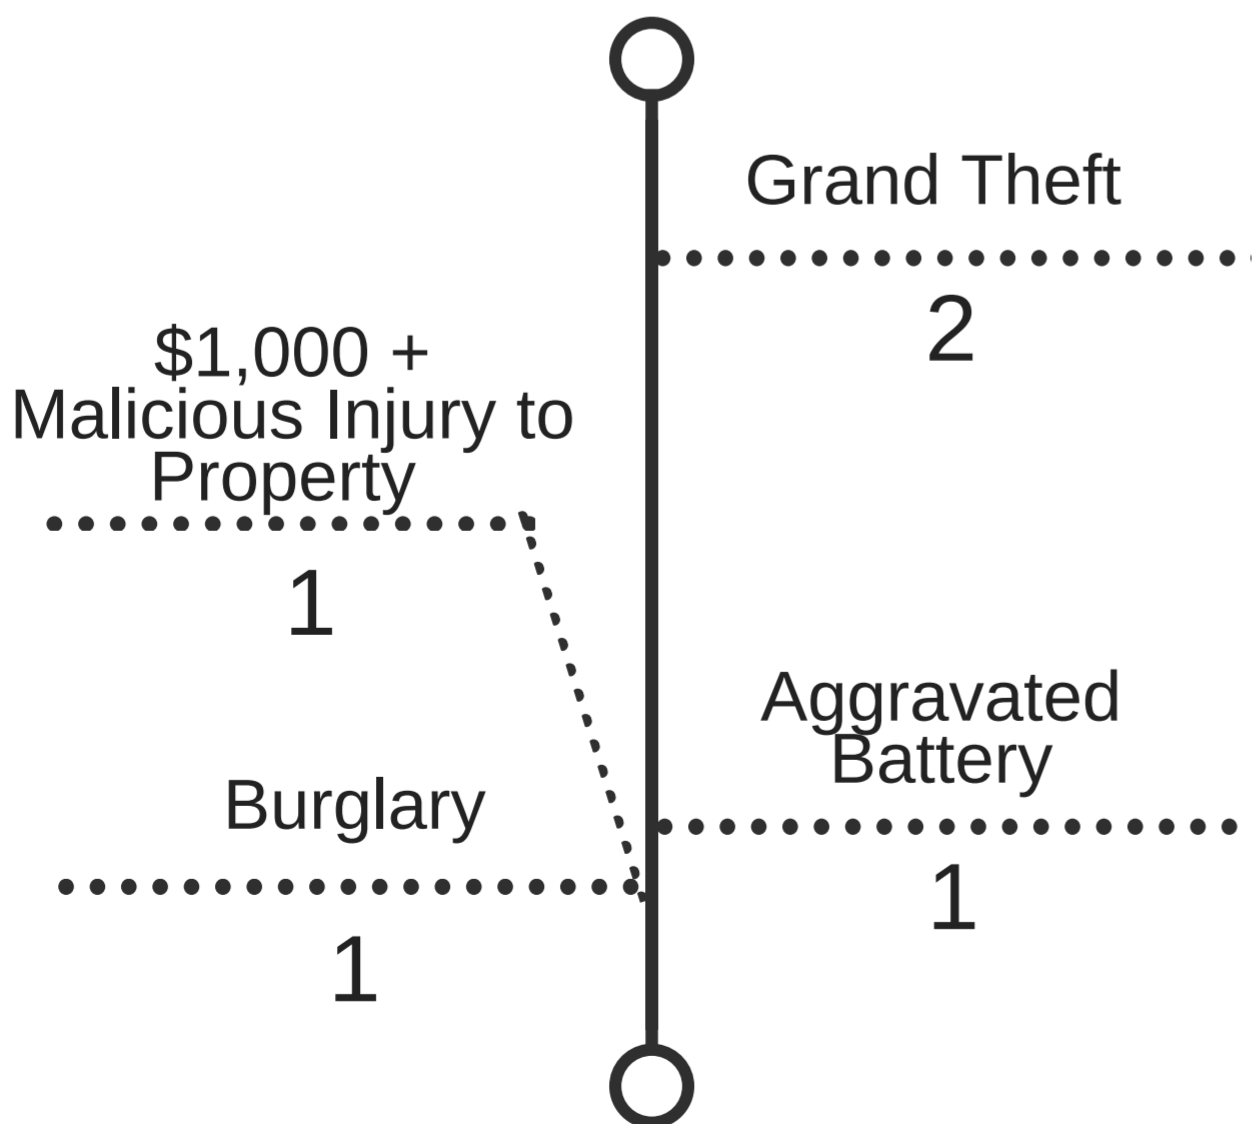 Grand Theft
2
$1,000 +
Malicious Injury to
Property
1
Aggravated
Battery
1
Burglary
1